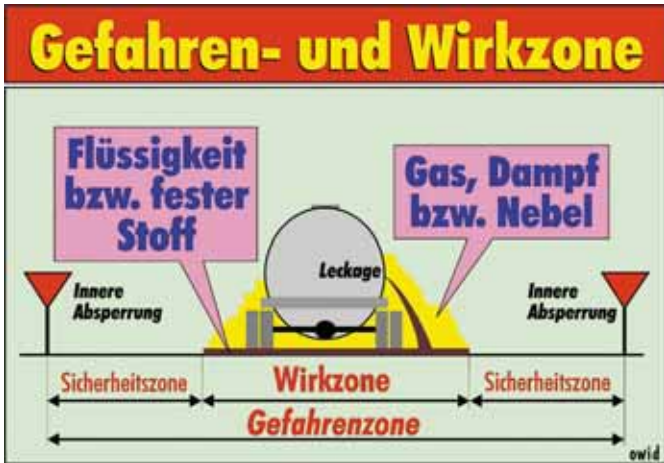 Gefahren- und Wirkzone
Flüssigkeit
bzw. fester
Stoff
Gas, Dampf
bzw. Nebel
Leckage
Innere
Absperrung
Innere
Absperrung
Sicherheitszone
Wirkzone
Sicherheitszone
Gefahrenzone
owid